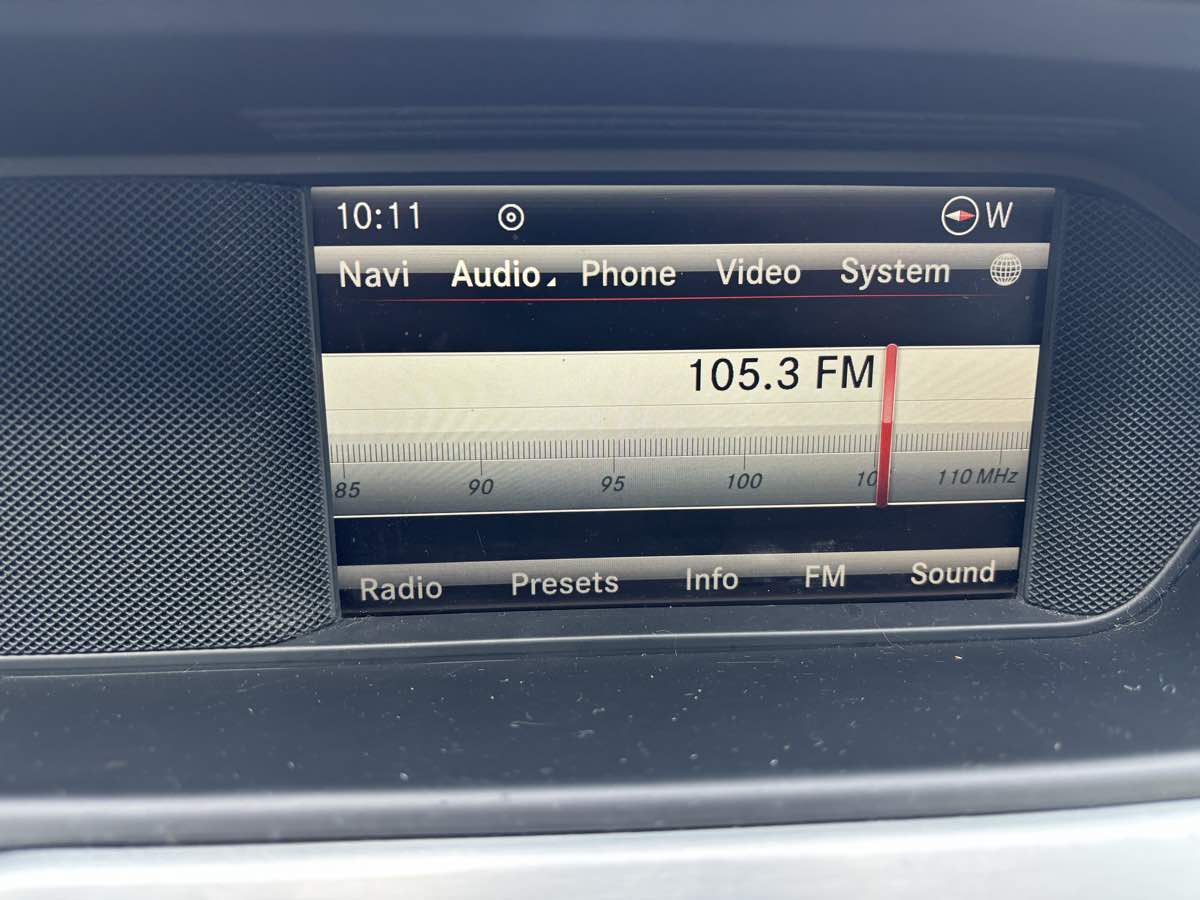 10:11 W
Navi Audio Phone Video System
105.3 FM
85 90 95 100 110 MHz
Radio Presets Info FM Sound